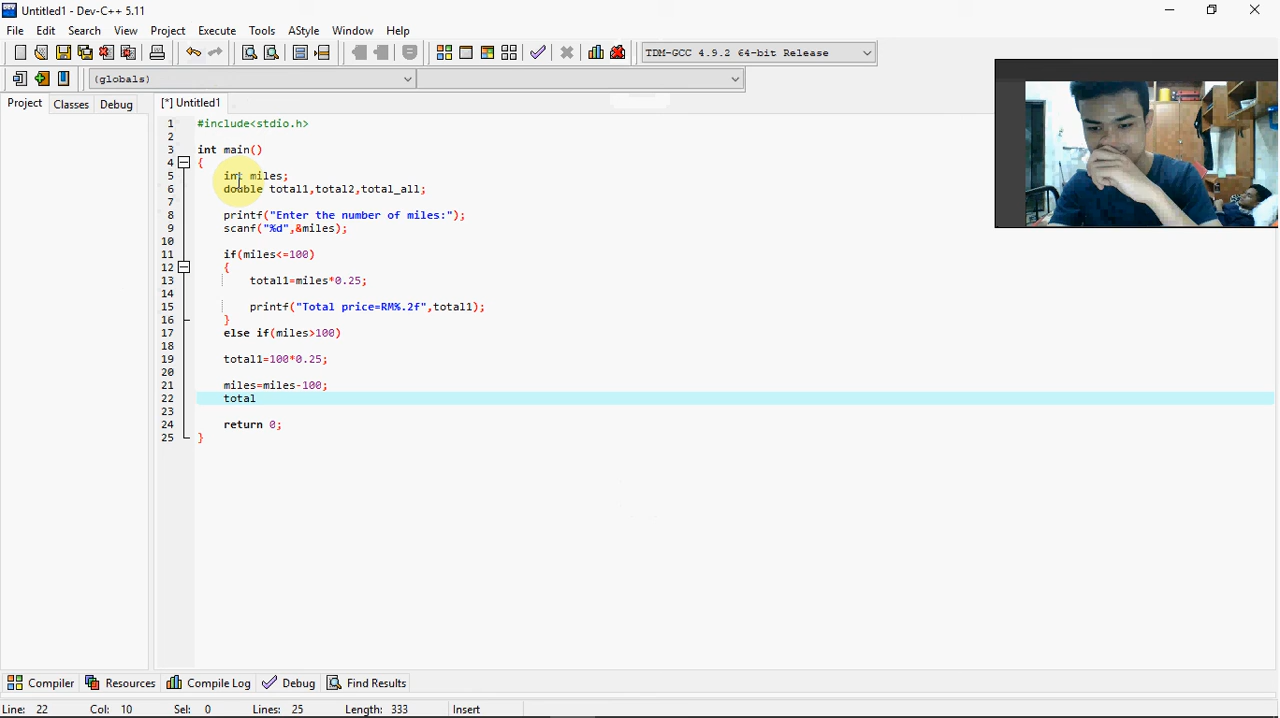 Untitled1 - Dev-C++ 5.11
File Edit Search View Project Execute Tools AStyle Window Help
TDM-GCC 4.9.2 64-bit Release
(globals)
Project Classes Debug [*] Untitled1
1 #include<stdio.h>
2
3 int main()
4 {
5 int miles;
6 double total1,total2,total_all;
7
8 printf("Enter the number of miles:");
9 scanf("%d",&miles);
10
11 if(miles<=100)
12 {
13 total1=miles*0.25;
14
15 printf("Total price=RM%.2f",total1);
16 }
17 else if(miles>100)
18
19 total1=100*0.25;
20
21 miles=miles-100;
22 total
23
24 return 0;
25 }
Compiler Resources Compile Log Debug Find Results
Line: 22 Col: 10 Sel: 0 Lines: 25 Length: 333 Insert